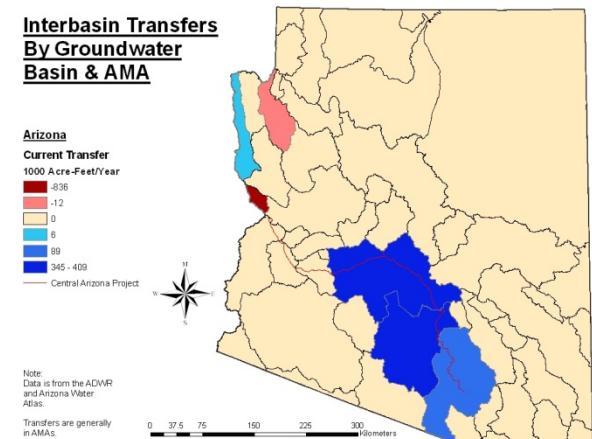 Interbasin Transfers
By Groundwater
Basin & AMA
Arizona
Current Transfer
1000 Acre-Feet/Year
-836
-12
0
6
89
345 - 409
Central Arizona Project
M
W
E
S
Note:
Data is from the ADWR
and Arizona Water
Atlas.
Transfers are generally
in AMAs.
0 37.5 75 150 225 300
Kilometers